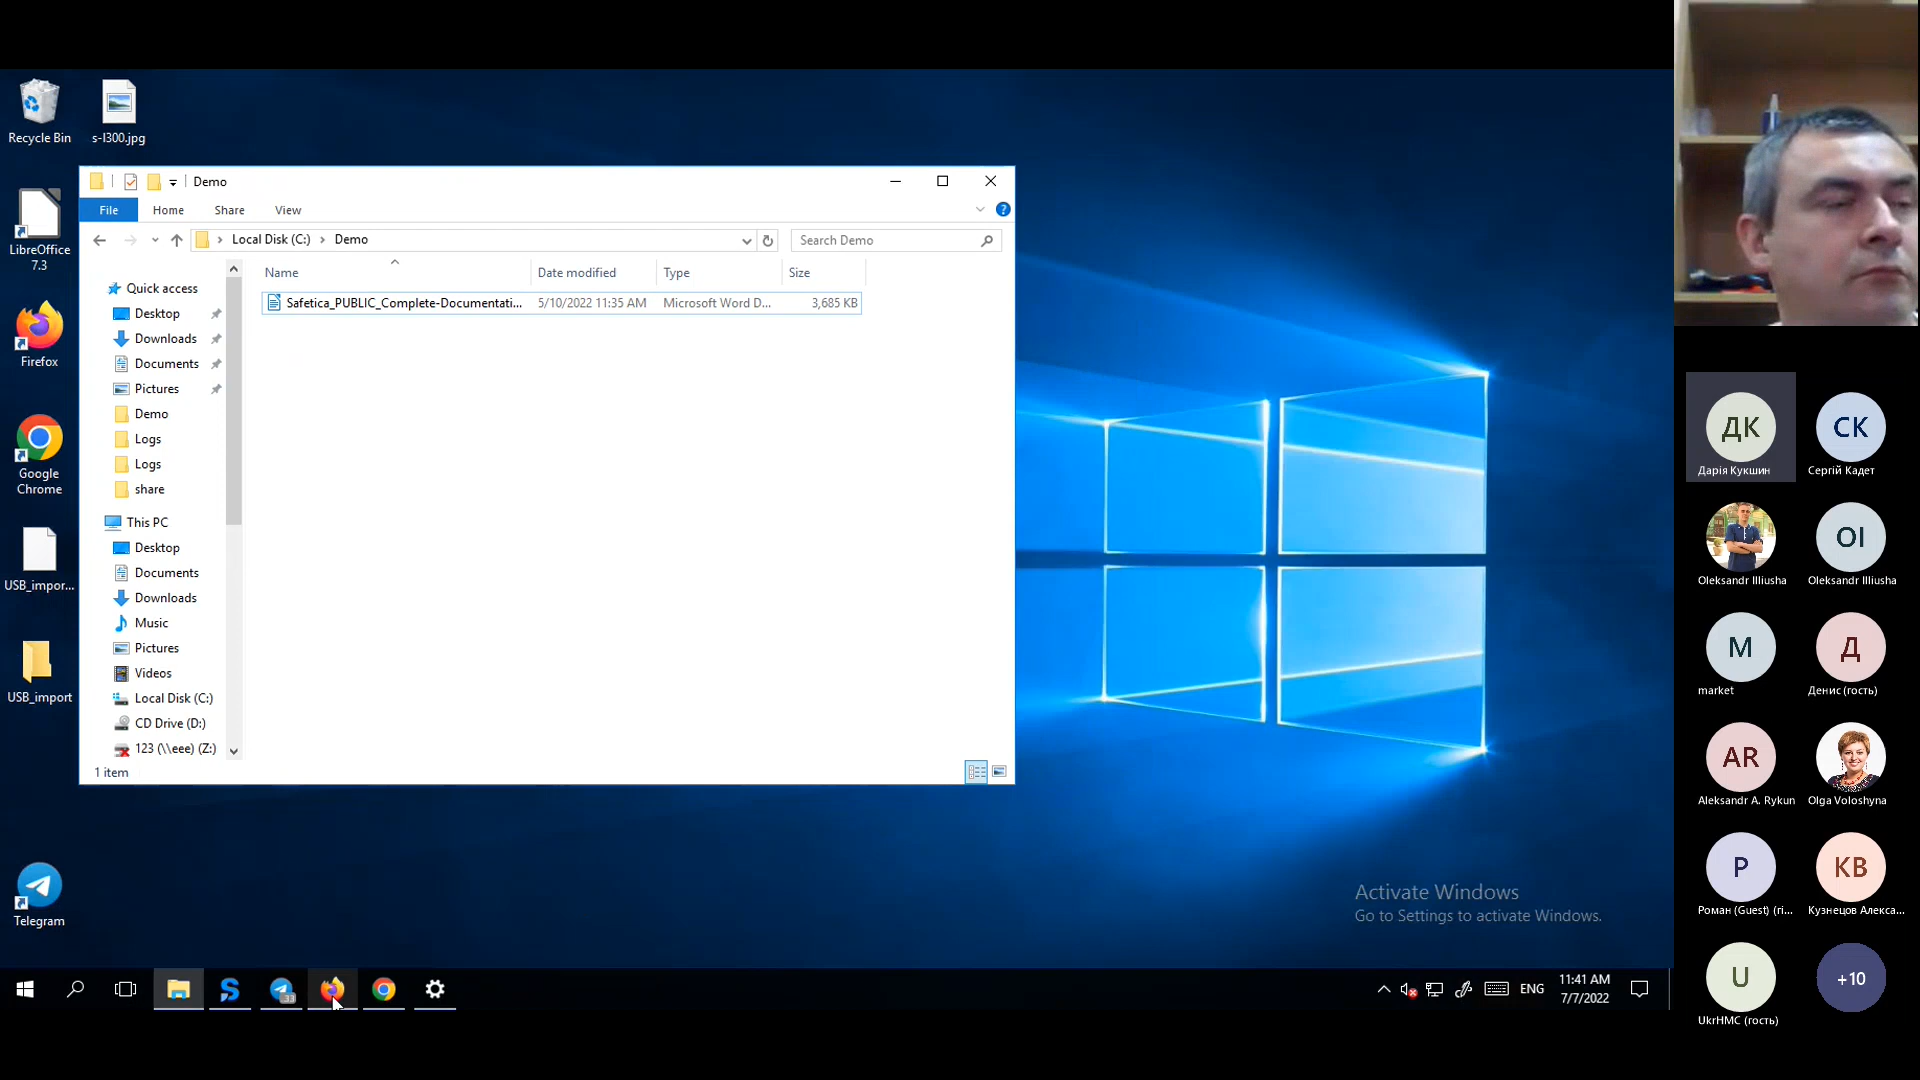 Recycle Bin
s-l300.jpg
LibreOffice
7.3
Firefox
Google
Chrome
USB_impor...
USB_import
Telegram
Demo
File
Home
Share
View
Local Disk (C:)
Demo
Search Demo
Name
Date modified
Type
Size
Safetica_PUBLIC_Complete-Documentati...
5/10/2022 11:35 AM
Microsoft Word D...
3,685 KB
Quick access
Desktop
Downloads
Documents
Pictures
Demo
Logs
Logs
share
This PC
Desktop
Documents
Downloads
Music
Pictures
Videos
Local Disk (C:)
CD Drive (D:)
123 (\\eee) (Z:)
1 item
Activate Windows
Go to Settings to activate Windows.
33
ENG
11:41 AM
7/7/2022
ДК
Дарія Кукшин
СК
Сергій Кадет
Oleksandr Illiusha
OI
Oleksandr Illiusha
M
market
Д
Денис (гость)
AR
Aleksandr A. Rykun
Olga Voloshyna
P
Роман (Guest) (гі...
КВ
Кузнецов Алекса...
U
UkrHMC (гость)
+10